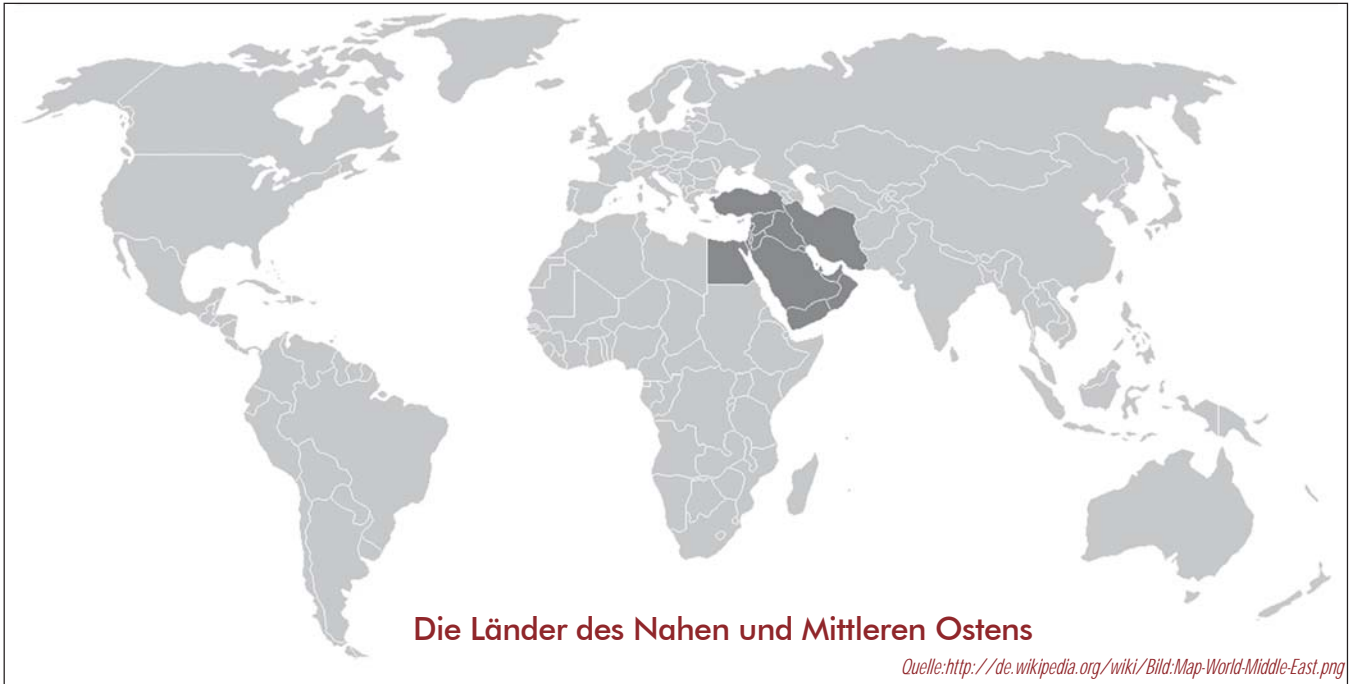 Die Länder des Nahen und Mittleren Ostens
Quelle:http://de.wikipedia.org/wiki/Bild:Map-World-Middle-East.png